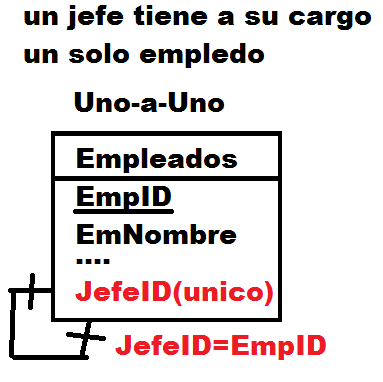 un jefe tiene a su cargo
un solo empledo
Uno-a-Uno
Empleados
EmpID
EmNombre
....
JefeID(unico)
JefeID=EmpID